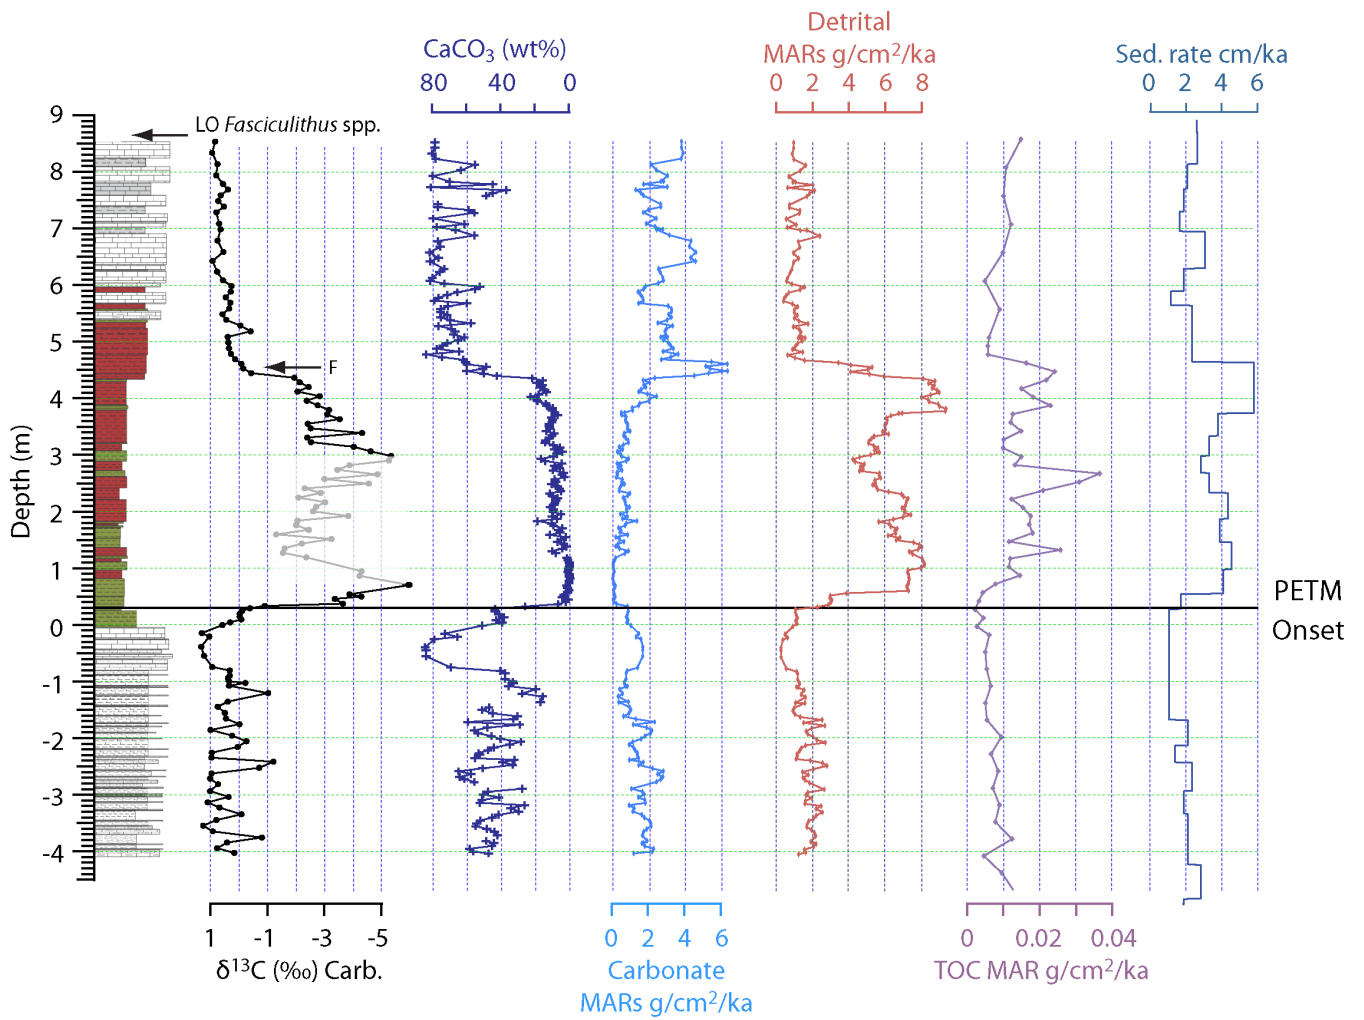 Detrital
CaCO₃ (wt%)
MARs g/cm²/ka
Sed. rate cm/ka
80 40 0
0 2 4 6 8
0 2 4 6
9
LO Fasciculithus spp.
8
7
6
5
F
4
3
2
1
0
-1
-2
-3
-4
Depth (m)
PETM
Onset
1 -1 -3 -5
0 2 4 6
0 0.02 0.04
δ¹³C (‰) Carb.
Carbonate
MARs g/cm²/ka
TOC MAR g/cm²/ka